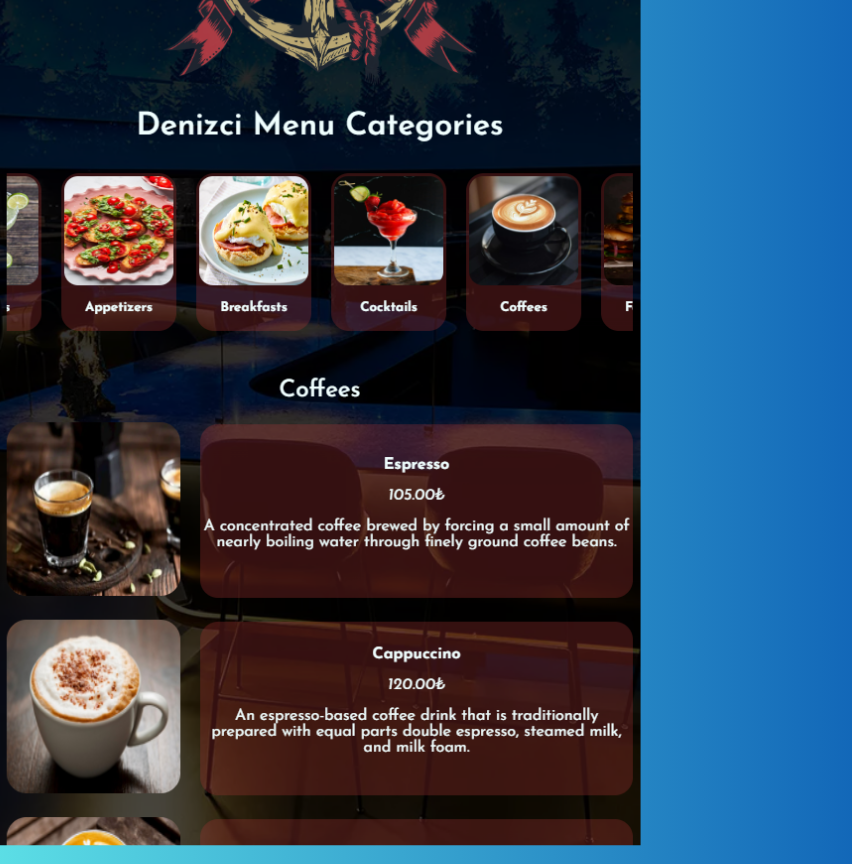 Denizci Menu Categories
Appetizers
Breakfasts
Cocktails
Coffees
Coffees
Espresso
105.00₺
A concentrated coffee brewed by forcing a small amount of
nearly boiling water through finely ground coffee beans.
Cappuccino
120.00₺
An espresso-based coffee drink that is traditionally
prepared with equal parts double espresso, steamed milk,
and milk foam.